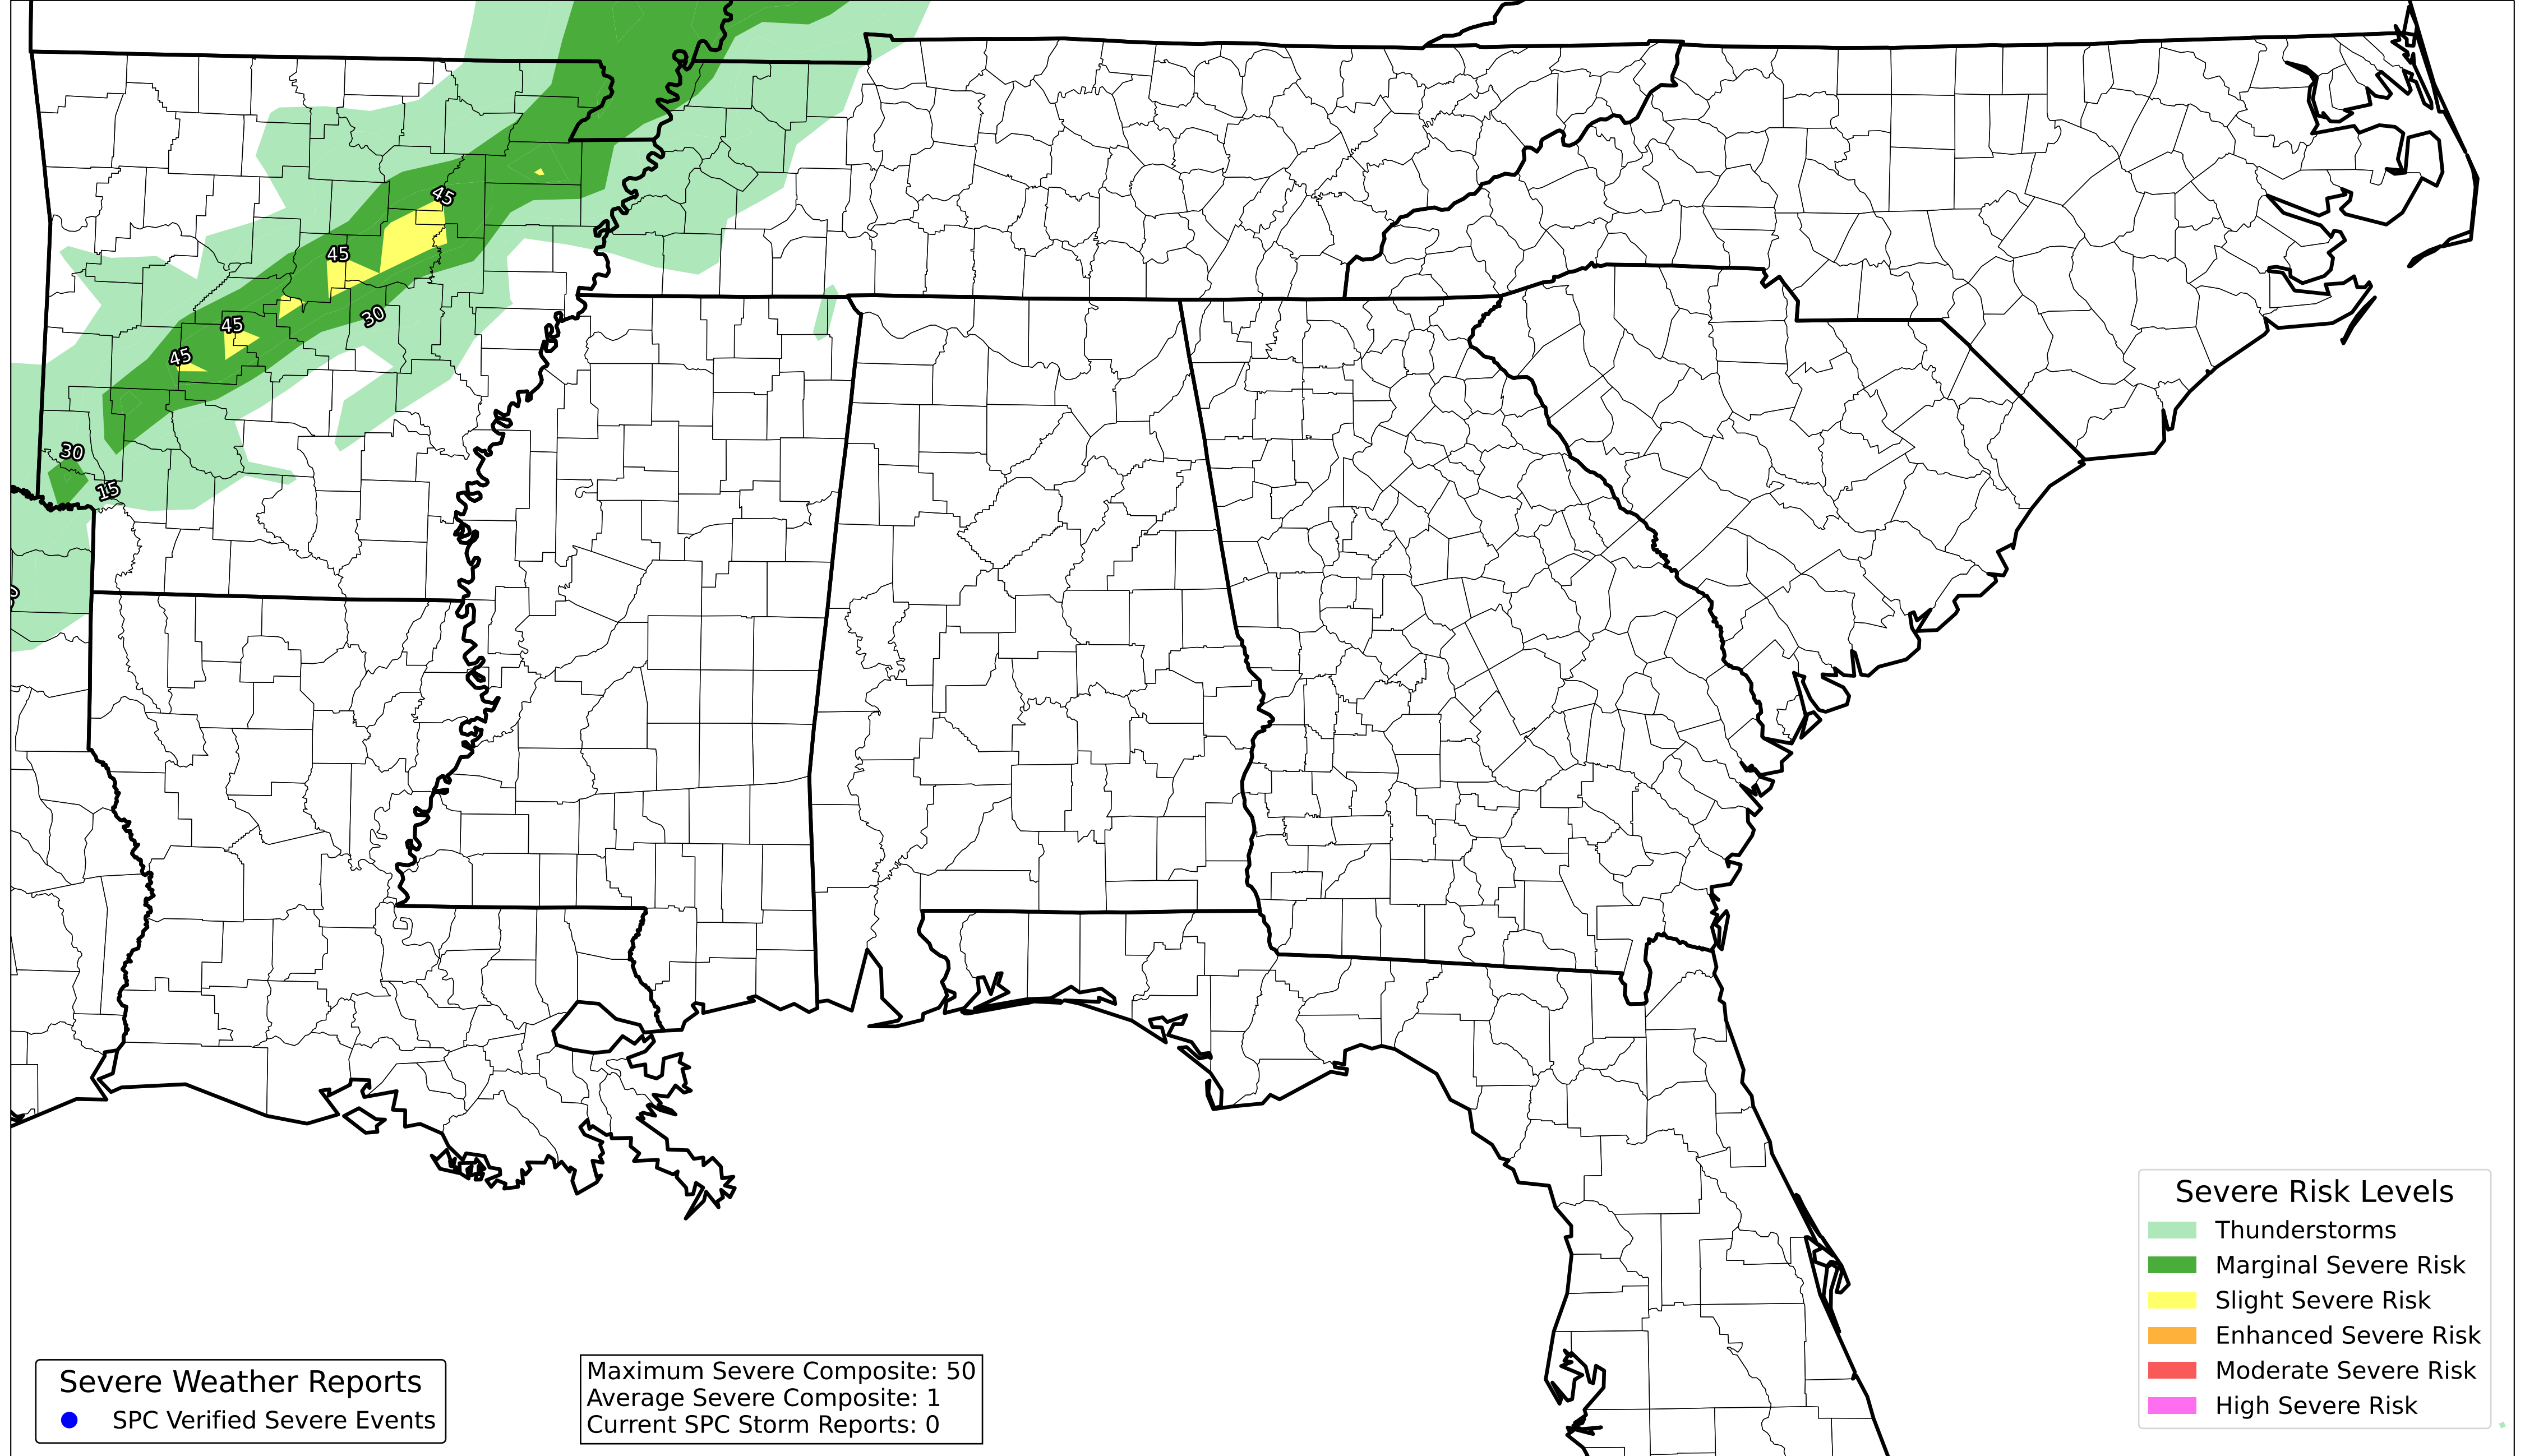 45
45
30
45
45
30
15
Severe Risk Levels
Thunderstorms
Marginal Severe Risk
Slight Severe Risk
Enhanced Severe Risk
Moderate Severe Risk
High Severe Risk
Severe Weather Reports
SPC Verified Severe Events
Maximum Severe Composite: 50
Average Severe Composite: 1
Current SPC Storm Reports: 0